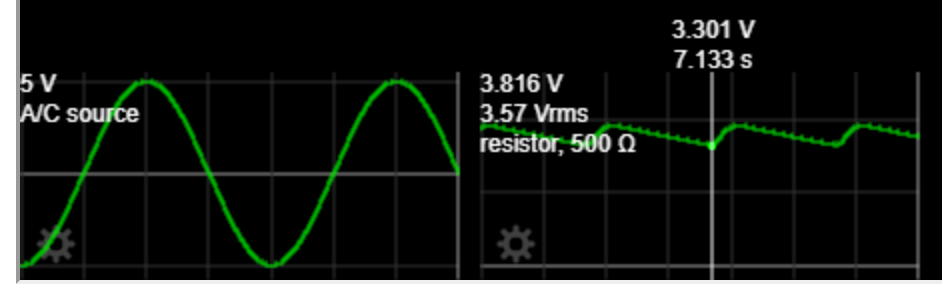 3.301 V
7.133 s
5 V
A/C source
3.816 V
3.57 Vrms
resistor, 500 Ω